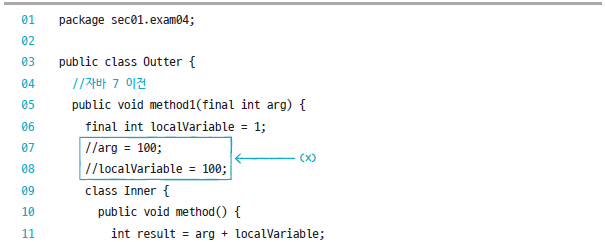 01 package sec01.exam04;
02
03 public class Outter {
04 //자바 7 이전
05 public void method1(final int arg) {
06 final int localVariable = 1;
07 //arg = 100;
08 //localVariable = 100; (x)
09 class Inner {
10 public void method() {
11 int result = arg + localVariable;